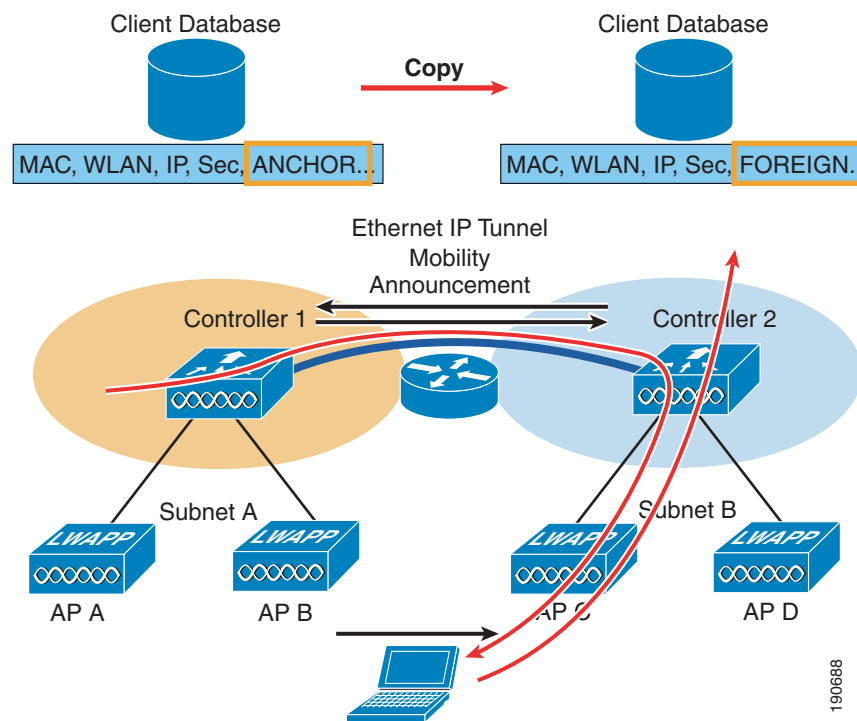 Client Database
Client Database
Copy
MAC, WLAN, IP, Sec, ANCHOR...
MAC, WLAN, IP, Sec, FOREIGN.
Ethernet IP Tunnel
Mobility
Announcement
Controller 1
Controller 2
Subnet A
Subnet B
LWAPP
LWAPP
LWAPP
LWAPP
AP A
AP B
AP C
AP D
190688